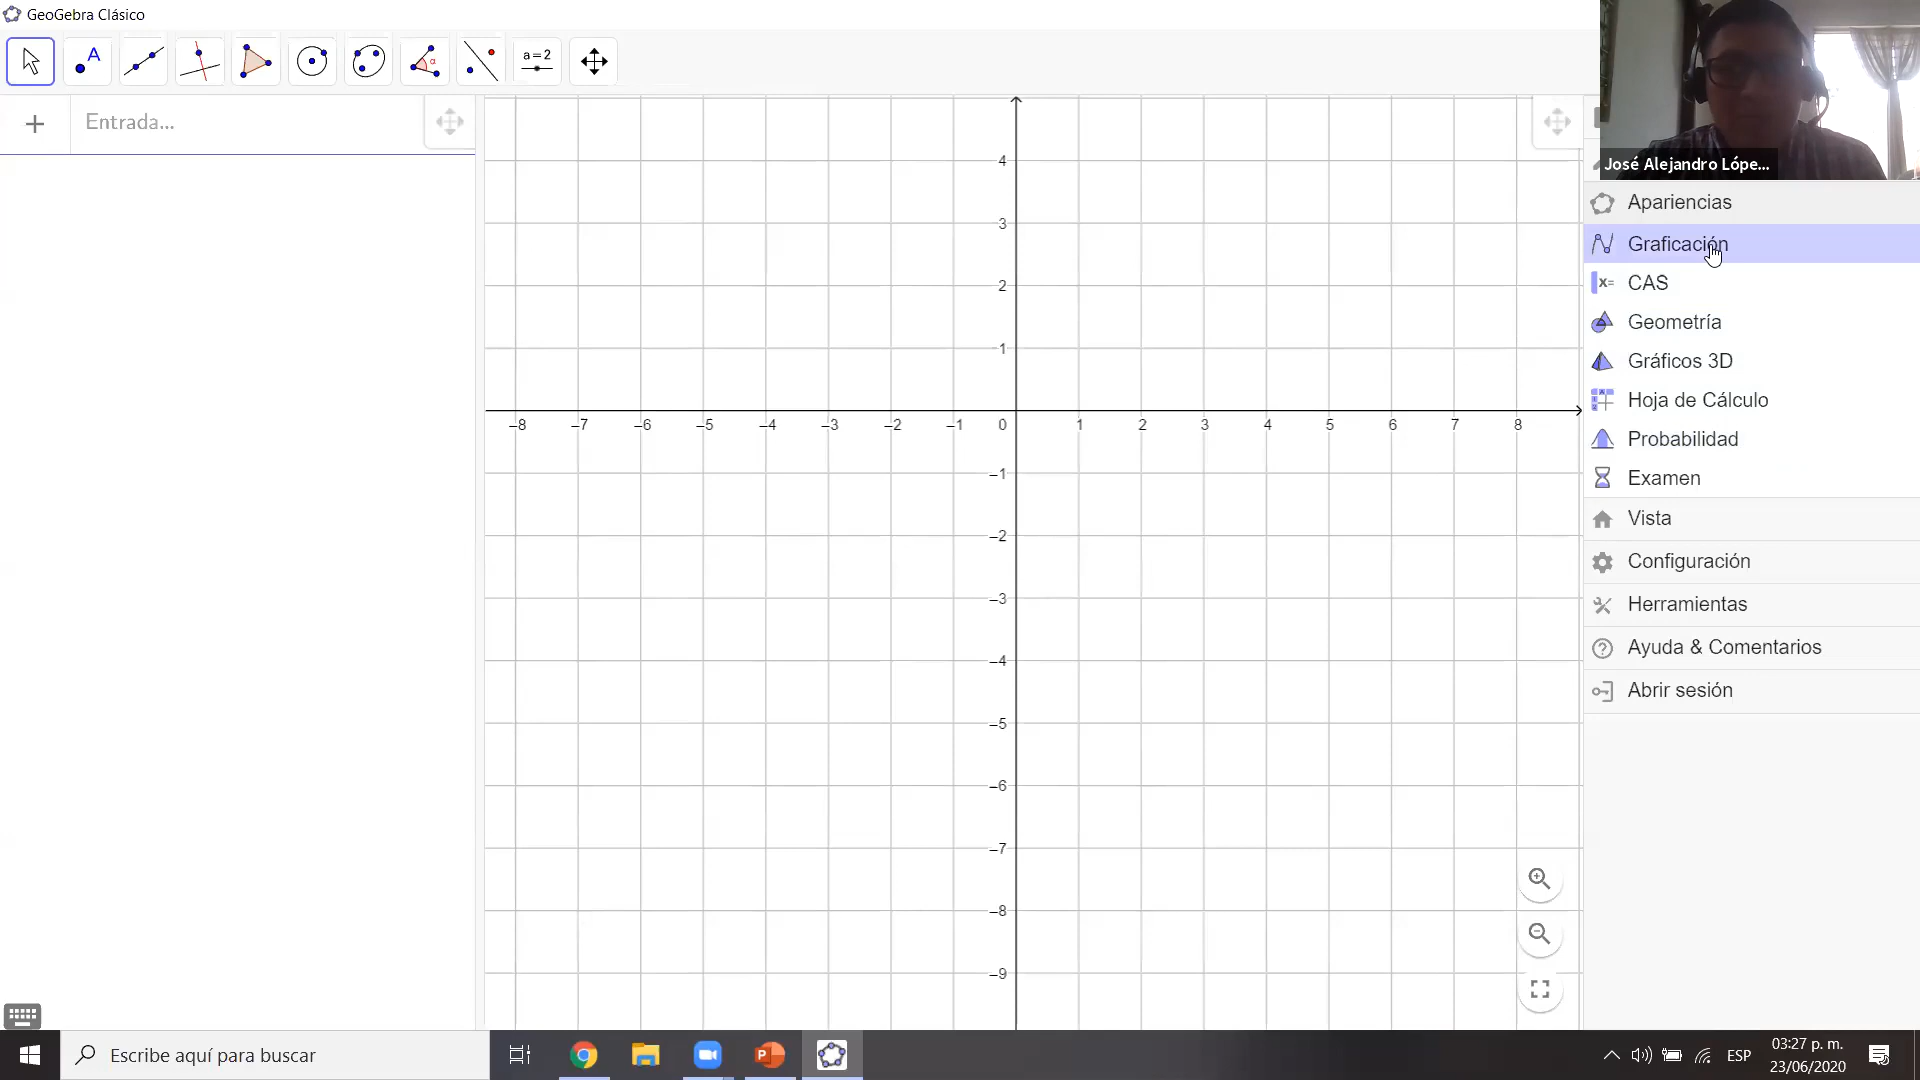 GeoGebra Clásico
A
α
a=2
José Alejandro Lópe...
Entrada...
Apariencias
Graficación
x= CAS
Geometría
Gráficos 3D
Hoja de Cálculo
Probabilidad
Examen
Vista
Configuración
Herramientas
Ayuda & Comentarios
Abrir sesión
4
3
2
1
–8 –7 –6 –5 –4 –3 –2 –1 0 1 2 3 4 5 6 7 8
–1
–2
–3
–4
–5
–6
–7
–8
–9
Escribe aquí para buscar
ESP
03:27 p. m.
23/06/2020